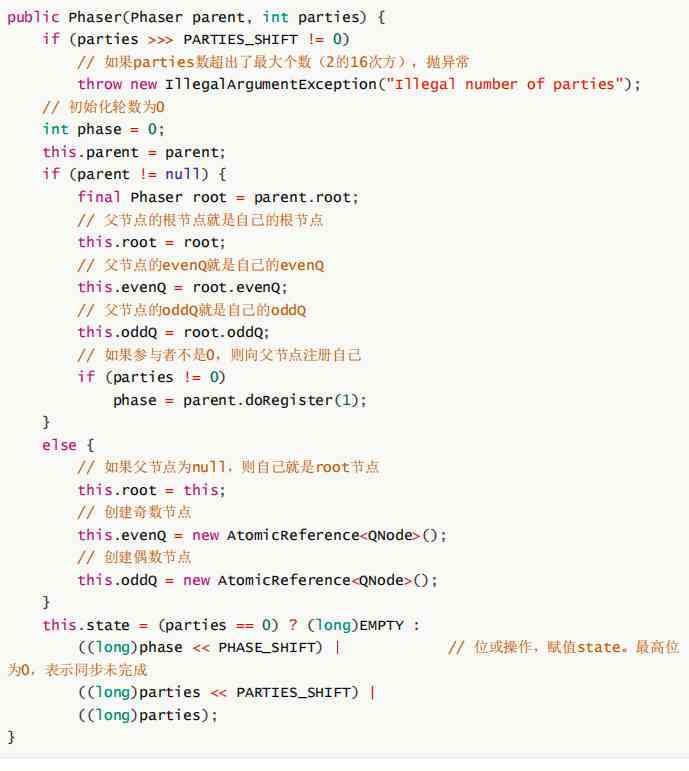 public Phaser(Phaser parent, int parties) {
    if (parties >>> PARTIES_SHIFT != 0)
        // 如果parties数超出了最大个数（2的16次方），抛异常
        throw new IllegalArgumentException("Illegal number of parties");
    // 初始化轮数为0
    int phase = 0;
    this.parent = parent;
    if (parent != null) {
        final Phaser root = parent.root;
        // 父节点的根节点就是自己的根节点
        this.root = root;
        // 父节点的evenQ就是自己的evenQ
        this.evenQ = root.evenQ;
        // 父节点的oddQ就是自己的oddQ
        this.oddQ = root.oddQ;
        // 如果参与者不是0，则向父节点注册自己
        if (parties != 0)
            phase = parent.doRegister(1);
    }
    else {
        // 如果父节点为null，则自己就是root节点
        this.root = this;
        // 创建奇数节点
        this.evenQ = new AtomicReference<QNode>();
        // 创建偶数节点
        this.oddQ = new AtomicReference<QNode>();
    }
    this.state = (parties == 0) ? (long)EMPTY :
        ((long)phase << PHASE_SHIFT) |            // 位或操作，赋值state。最高位
为0，表示同步未完成
        ((long)parties << PARTIES_SHIFT) |
        ((long)parties);
}